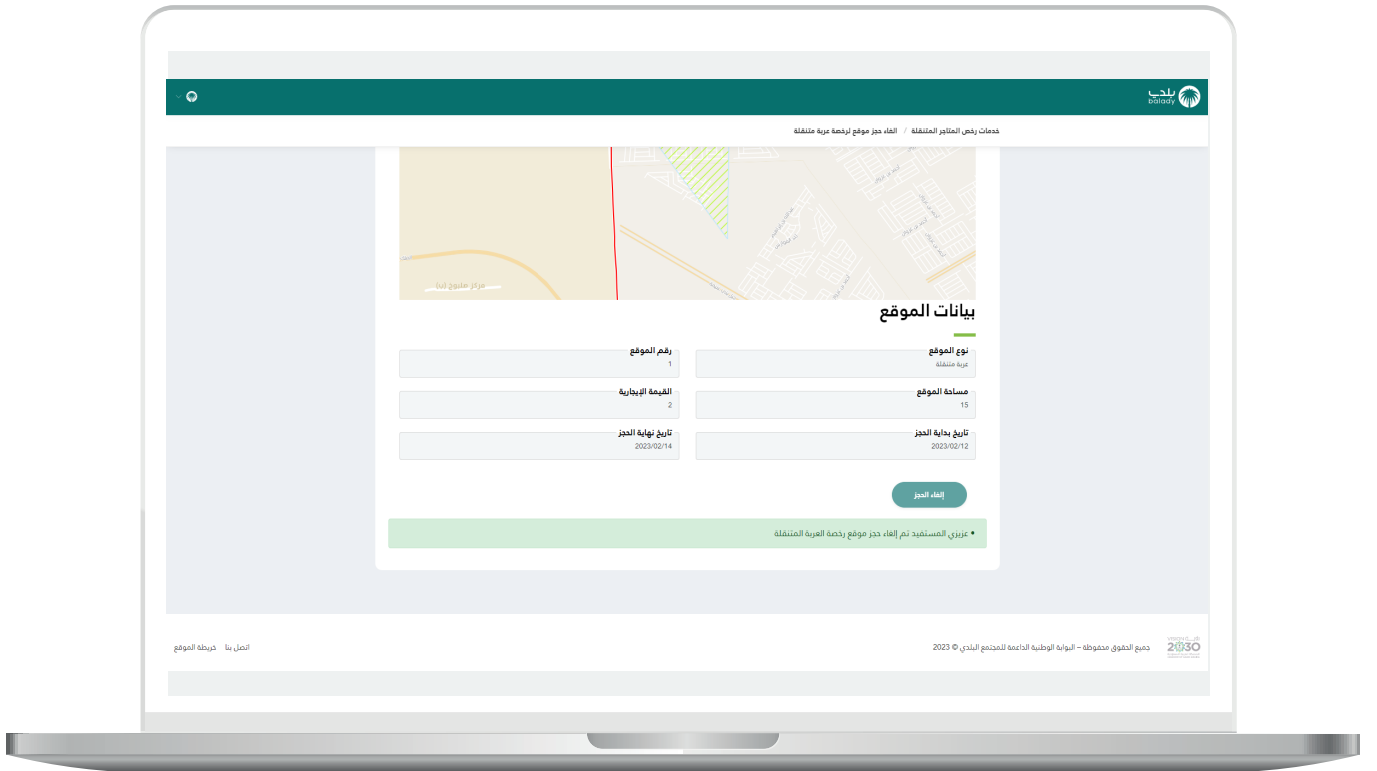 بلدي
balady
خدمات رخص المتاجر المتنقلة / الغاء حجز موقع لرخصة عربة متنقلة
بيانات الموقع
نوع الموقع
عربة متنقلة
رقم الموقع
1
مساحة الموقع
15
القيمة الإيجارية
2
تاريخ بداية الحجز
2023/02/12
تاريخ نهاية الحجز
2023/02/14
إلغاء الحجز
• عزيزي المستفيد تم إلغاء حجز موقع رخصة العربة المتنقلة
2030
جميع الحقوق محفوظة – البوابة الوطنية الداعمة للمجتمع البلدي © 2023
اتصل بنا
خريطة الموقع